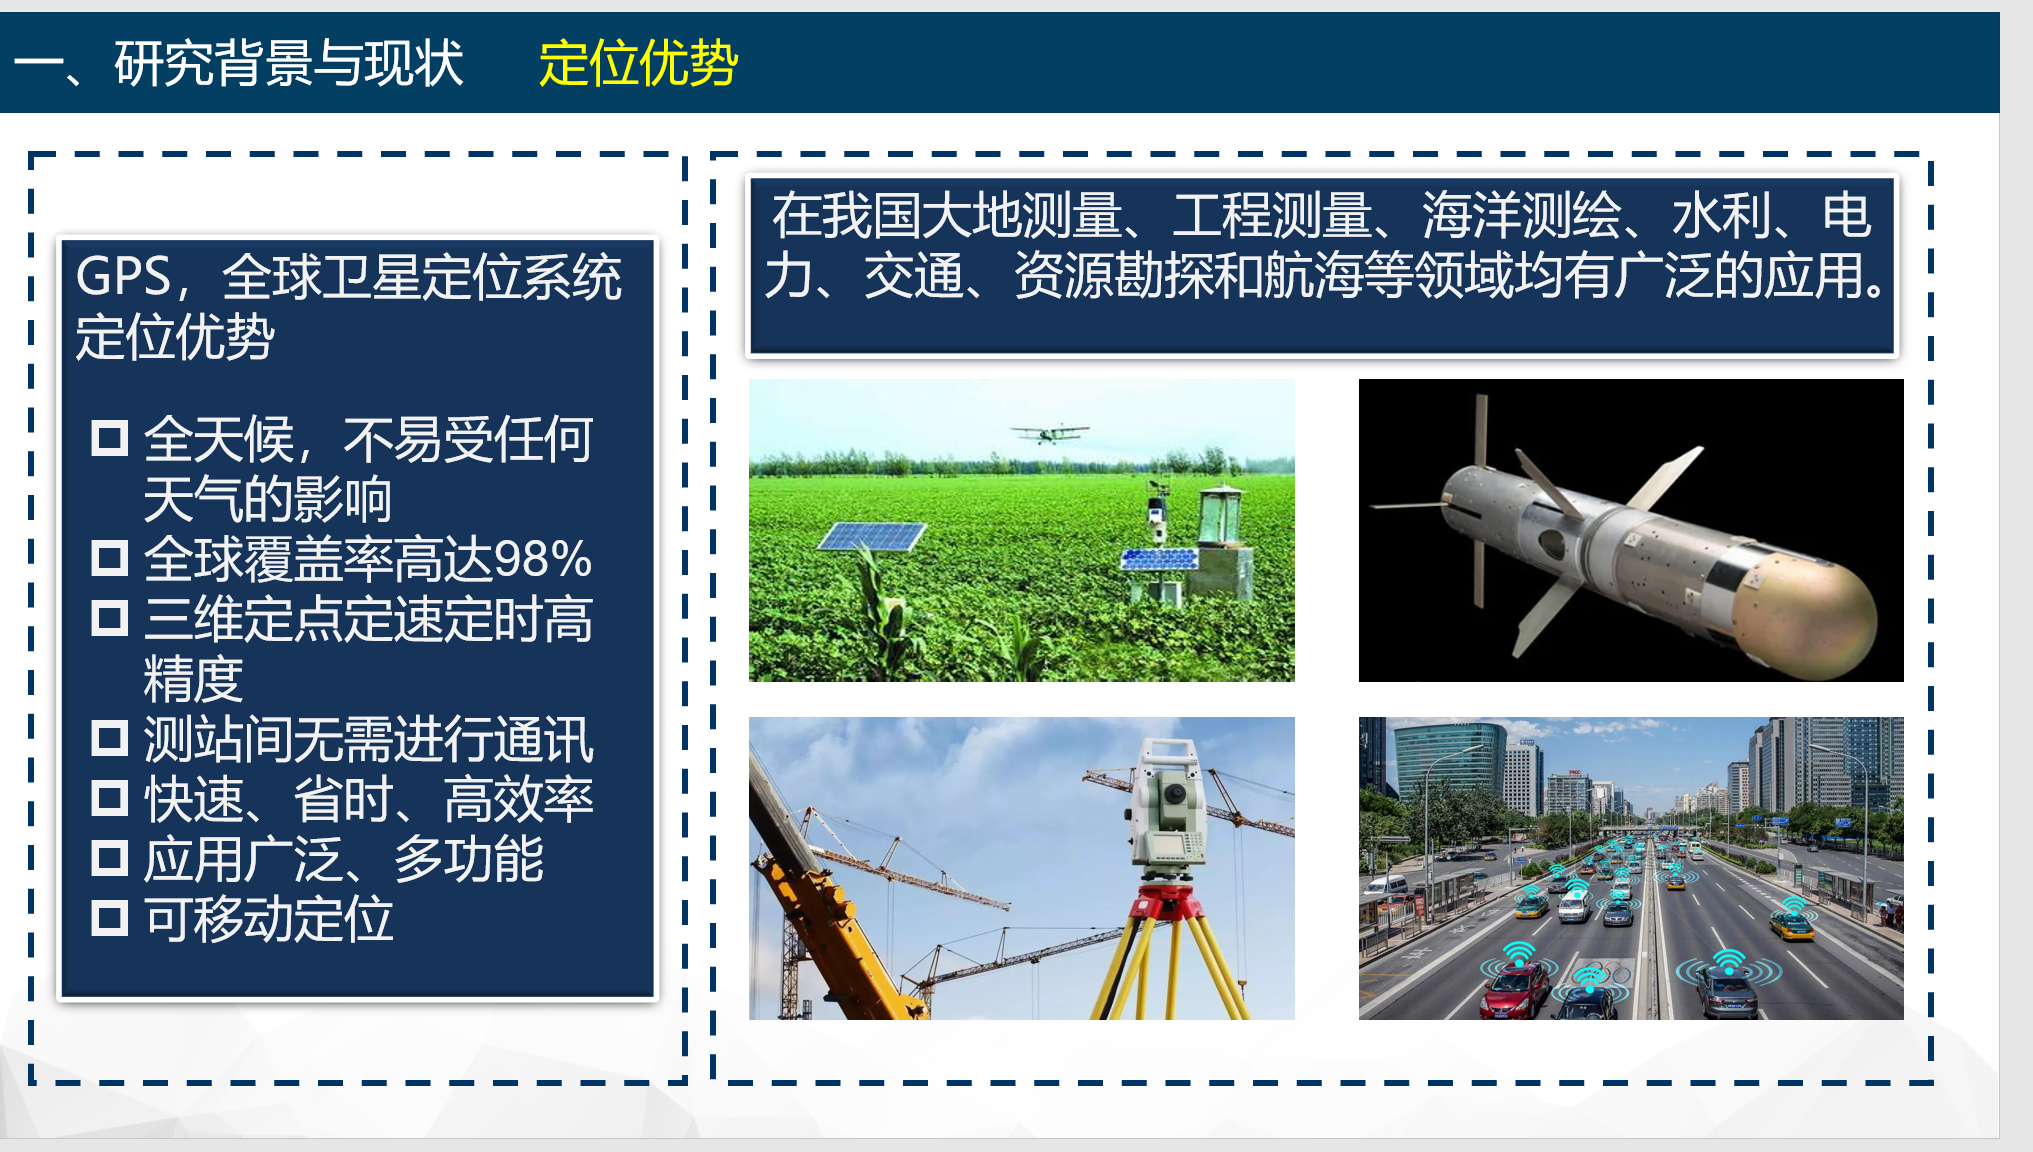 一、研究背景与现状 定位优势
GPS，全球卫星定位系统
定位优势
全天候，不易受任何
天气的影响
全球覆盖率高达98%
三维定点定速定时高
精度
测站间无需进行通讯
快速、省时、高效率
应用广泛、多功能
可移动定位
在我国大地测量、工程测量、海洋测绘、水利、电
力、交通、资源勘探和航海等领域均有广泛的应用。